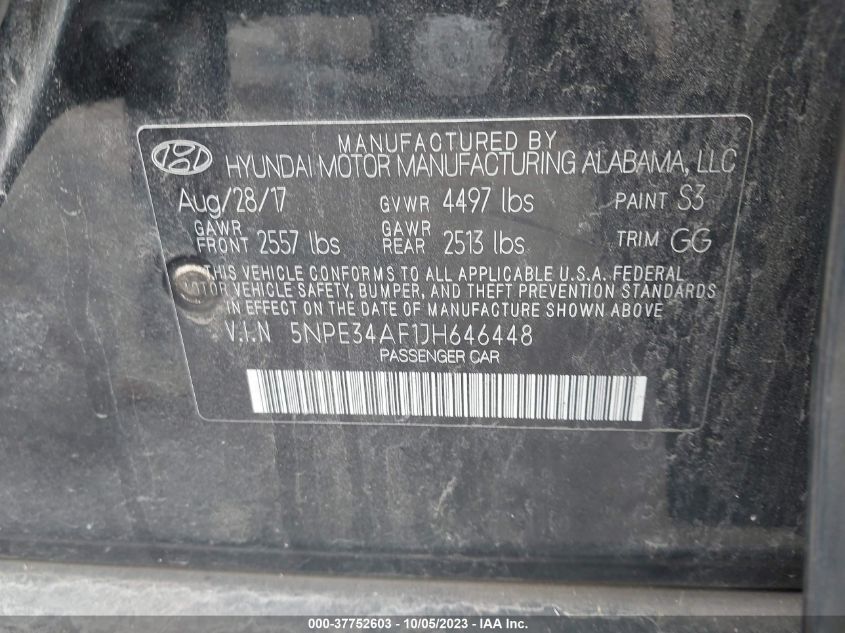 MANUFACTURED BY
HYUNDAI MOTOR MANUFACTURING ALABAMA, LLC
Aug/28/17 GVWR 4497 lbs PAINT S3
GAWR FRONT 2557 lbs GAWR REAR 2513 lbs TRIM GG
THIS VEHICLE CONFORMS TO ALL APPLICABLE U.S.A. FEDERAL
MOTOR VEHICLE SAFETY, BUMPER, AND THEFT PREVENTION STANDARDS
IN EFFECT ON THE DATE OF MANUFACTURE SHOWN ABOVE
V.I.N 5NPE34AF1JH646448
PASSENGER CAR
000-37752603 - 10/05/2023 - IAA Inc.